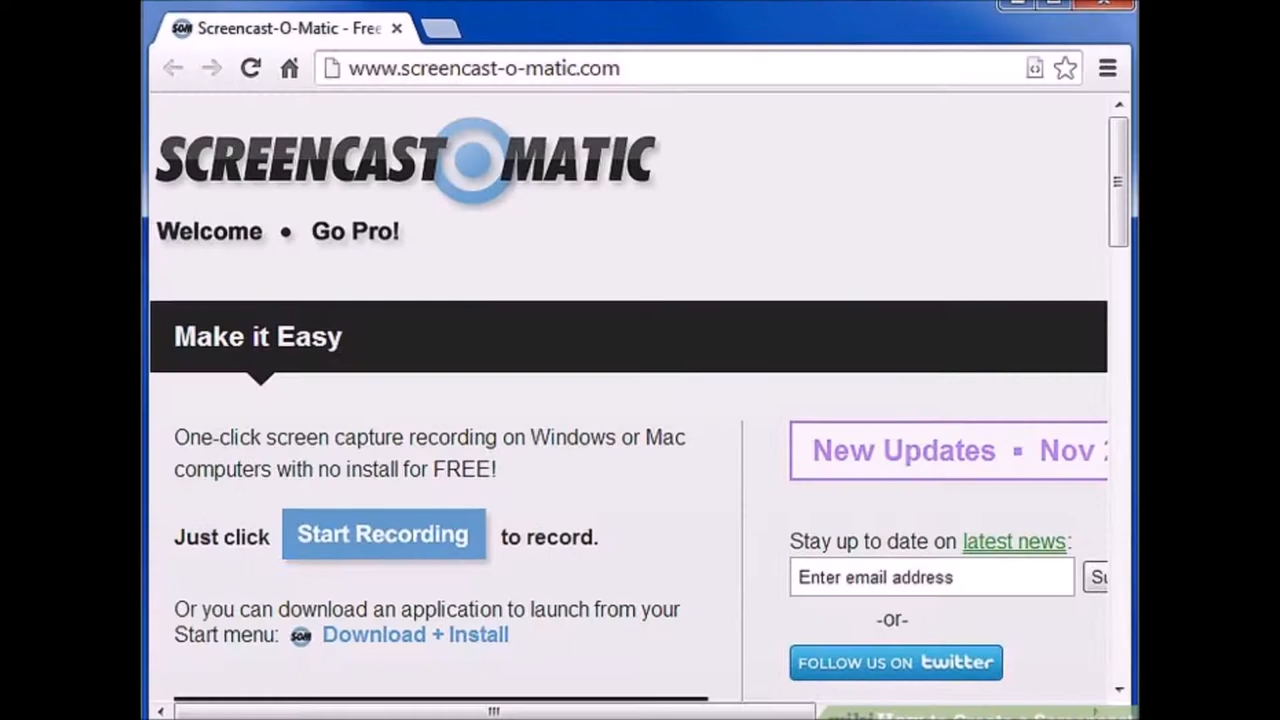 Screencast-O-Matic - Free
www.screencast-o-matic.com
SCREENCAST O MATIC
Welcome • Go Pro!
Make it Easy
One-click screen capture recording on Windows or Mac
computers with no install for FREE!
Just click Start Recording to record.
Or you can download an application to launch from your
Start menu: SOM Download + Install
New Updates ▪ Nov
Stay up to date on latest news:
Enter email address
Su
-or-
FOLLOW US ON twitter